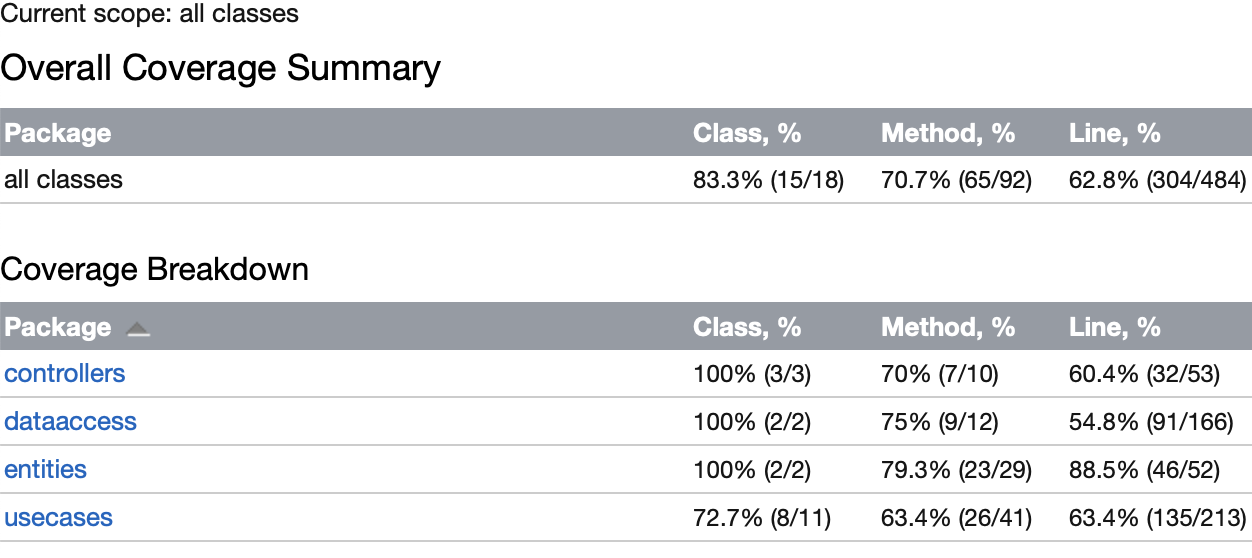 Current scope: all classes
Overall Coverage Summary
Package Class, % Method, % Line, %
all classes 83.3% (15/18) 70.7% (65/92) 62.8% (304/484)
Coverage Breakdown
Package Class, % Method, % Line, %
controllers 100% (3/3) 70% (7/10) 60.4% (32/53)
dataaccess 100% (2/2) 75% (9/12) 54.8% (91/166)
entities 100% (2/2) 79.3% (23/29) 88.5% (46/52)
usecases 72.7% (8/11) 63.4% (26/41) 63.4% (135/213)